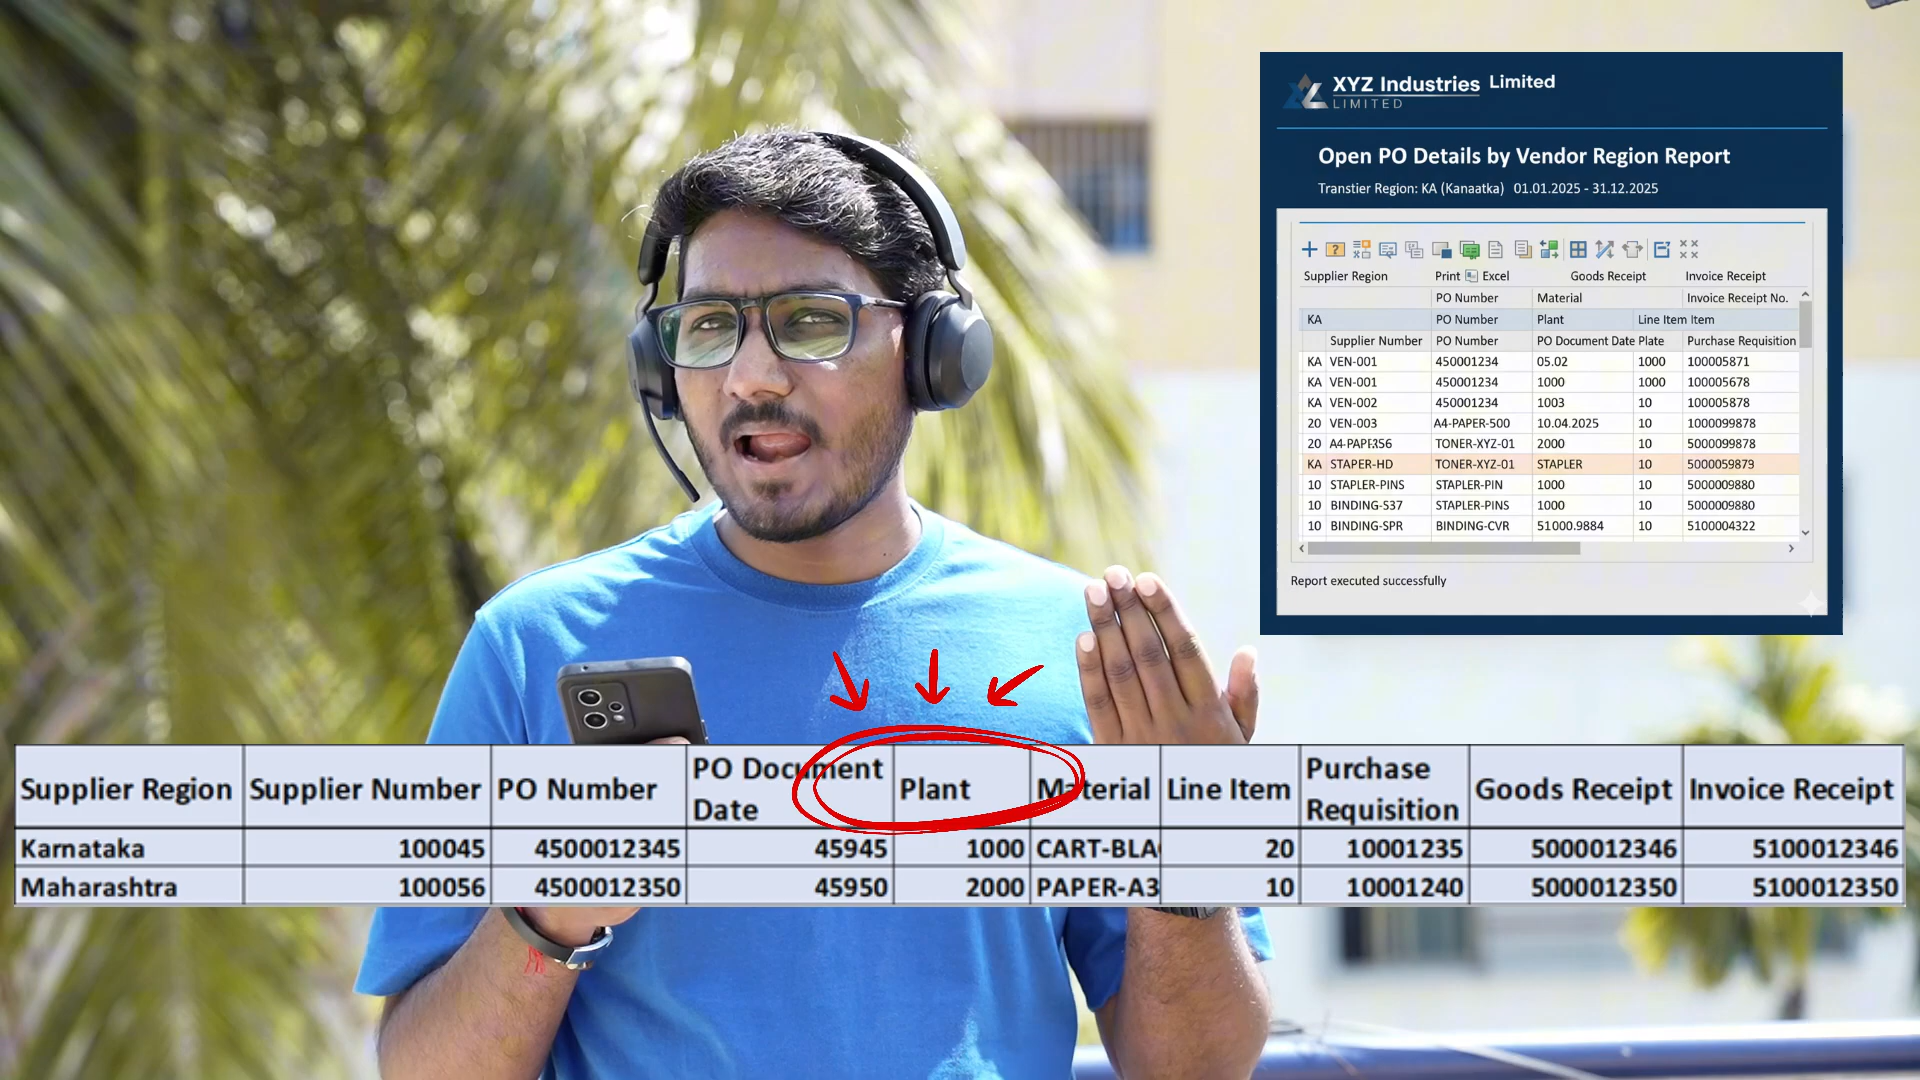 XYZ Industries Limited
LIMITED
Open PO Details by Vendor Region Report
Transtier Region: KA (Kanaatka) 01.01.2025 - 31.12.2025
Supplier Region Print Excel Goods Receipt Invoice Receipt
PO Number Material Invoice Receipt No.
KA PO Number Plant Line Item Item
Supplier Number PO Number PO Document Date Plate Purchase Requisition
KA VEN-001 450001234 05.02 1000 100005871
KA VEN-001 450001234 1000 1000 100005678
KA VEN-002 450001234 1003 10 100005878
20 VEN-003 A4-PAPER-500 10.04.2025 10 1000099878
20 TONER-XYZ-01 2000 10 5000099878
KA STAPER-HD TONER-XYZ-01 STAPLER 10 5000059879
10 STAPLER-PINS STAPLER-PIN 1000 10 5000009880
10 BINDING-S37 STAPLER-PINS 1000 10 5000009880
10 BINDING-SPR BINDING-CVR 51000.9884 10 5100004322
Report executed successfully
Supplier Region Supplier Number PO Number PO Document Date Plant Material Line Item Purchase Requisition Goods Receipt Invoice Receipt
Karnataka 100045 4500012345 45945 1000 CART-BLA 20 10001235 5000012346 5100012346
Maharashtra 100056 4500012350 45950 2000 PAPER-A3 10 10001240 5000012350 5100012350